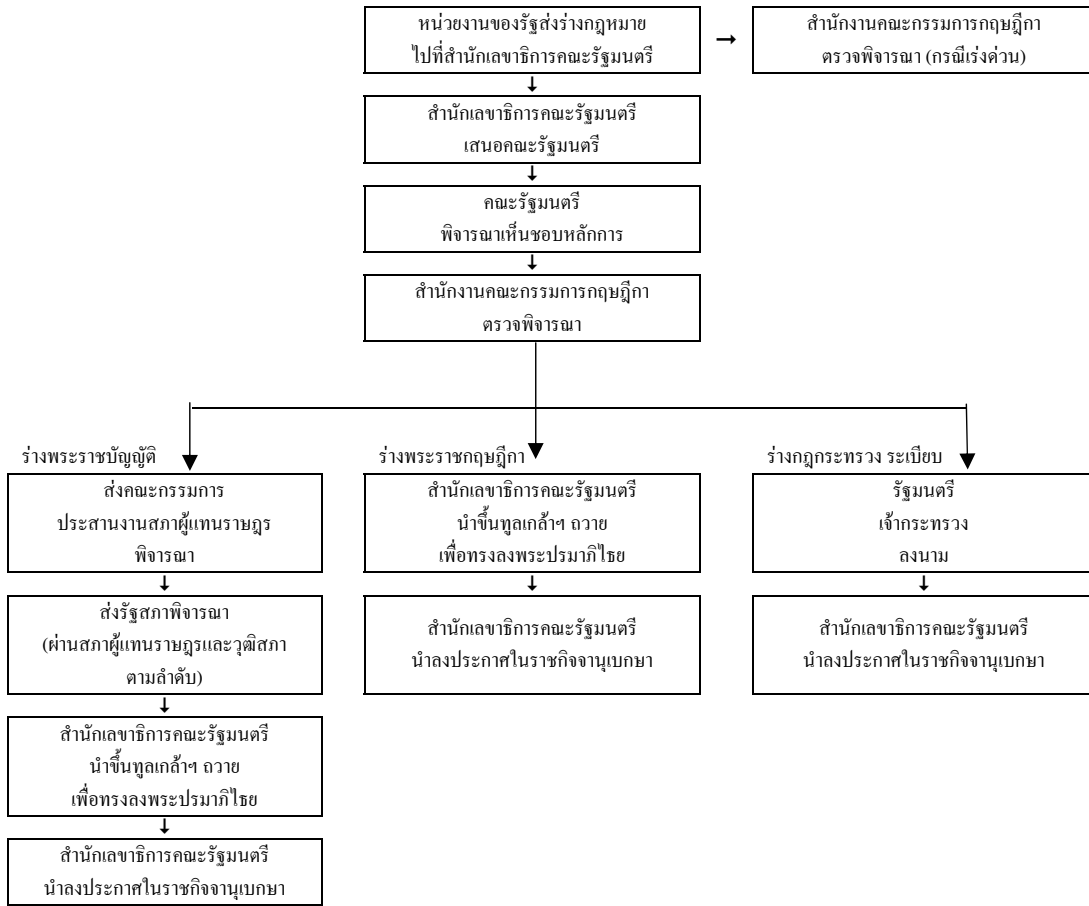 หน่วยงานของรัฐส่งร่างกฎหมาย
ไปที่สำนักเลขาธิการคณะรัฐมนตรี
สำนักงานคณะกรรมการกฤษฎีกา
ตรวจพิจารณา (กรณีเร่งด่วน)
สำนักเลขาธิการคณะรัฐมนตรี
เสนอคณะรัฐมนตรี
คณะรัฐมนตรี
พิจารณาเห็นชอบหลักการ
สำนักงานคณะกรรมการกฤษฎีกา
ตรวจพิจารณา
ร่างพระราชบัญญัติ
ส่งคณะกรรมการ
ประสานงานสภาผู้แทนราษฎร
พิจารณา
ส่งรัฐสภาพิจารณา
(ผ่านสภาผู้แทนราษฎรและวุฒิสภา
ตามลำดับ)
สำนักเลขาธิการคณะรัฐมนตรี
นำขึ้นทูลเกล้าฯ ถวาย
เพื่อทรงลงพระปรมาภิไธย
สำนักเลขาธิการคณะรัฐมนตรี
นำลงประกาศในราชกิจจานุเบกษา
ร่างพระราชกฤษฎีกา
สำนักเลขาธิการคณะรัฐมนตรี
นำขึ้นทูลเกล้าฯ ถวาย
เพื่อทรงลงพระปรมาภิไธย
สำนักเลขาธิการคณะรัฐมนตรี
นำลงประกาศในราชกิจจานุเบกษา
ร่างกฎกระทรวง ระเบียบ
รัฐมนตรี
เจ้ากระทรวง
ลงนาม
สำนักเลขาธิการคณะรัฐมนตรี
นำลงประกาศในราชกิจจานุเบกษา